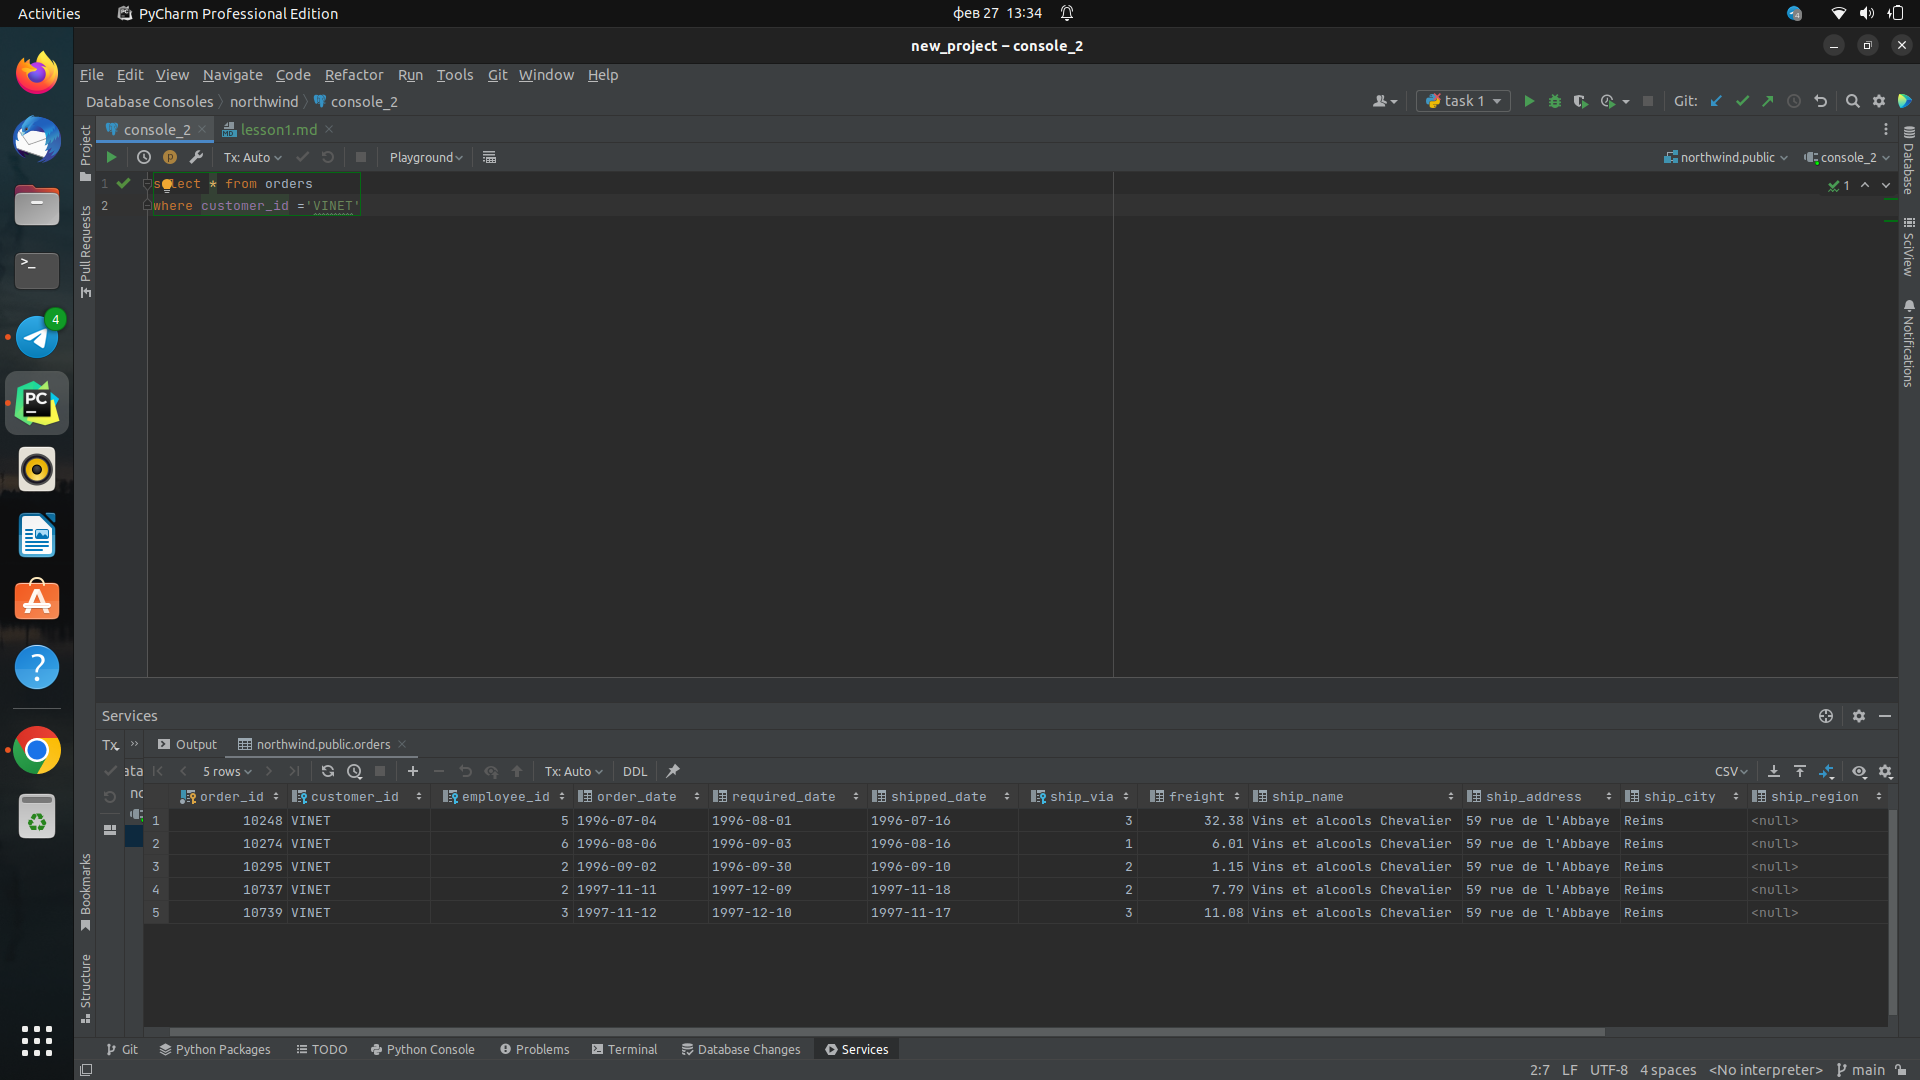 Activities PyCharm Professional Edition фев 27 13:34
new_project – console_2
File Edit View Navigate Code Refactor Run Tools Git Window Help
Database Consoles northwind console_2 task 1 Git:
console_2 lesson1.md
Tx: Auto Playground northwind.public console_2
1 select * from orders 1
2 where customer_id ='VINET'
Project
Pull Requests
Bookmarks
Structure
Database
SciView
Notifications
4
>_
PC
Services
Tx Output northwind.public.orders
5 rows Tx: Auto DDL CSV
order_id customer_id employee_id order_date required_date shipped_date ship_via freight ship_name ship_address ship_city ship_region
1 10248 VINET 5 1996-07-04 1996-08-01 1996-07-16 3 32.38 Vins et alcools Chevalier 59 rue de l'Abbaye Reims <null>
2 10274 VINET 6 1996-08-06 1996-09-03 1996-08-16 1 6.01 Vins et alcools Chevalier 59 rue de l'Abbaye Reims <null>
3 10295 VINET 2 1996-09-02 1996-09-30 1996-09-10 2 1.15 Vins et alcools Chevalier 59 rue de l'Abbaye Reims <null>
4 10737 VINET 2 1997-11-11 1997-12-09 1997-11-18 2 7.79 Vins et alcools Chevalier 59 rue de l'Abbaye Reims <null>
5 10739 VINET 3 1997-11-12 1997-12-10 1997-11-17 3 11.08 Vins et alcools Chevalier 59 rue de l'Abbaye Reims <null>
Git Python Packages TODO Python Console Problems Terminal Database Changes Services
2:7 LF UTF-8 4 spaces <No interpreter> main